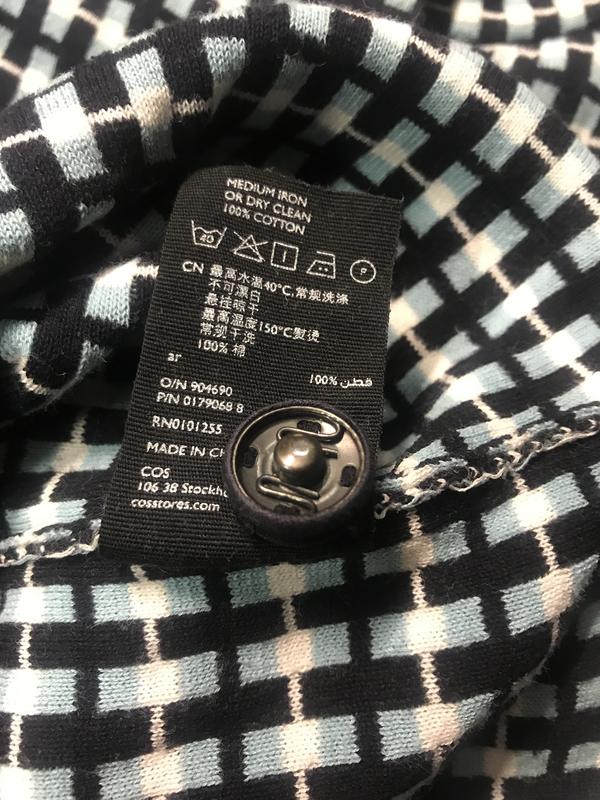 MEDIUM IRON
OR DRY CLEAN
100% COTTON
40 P
CN 最高水温40°C,常规洗涤
不可漂白
悬挂晾干
最高温度150°C熨烫
常规干洗
100% 棉
ar
100% قطن
O/N 904690
P/N 0179068 8
RN0101255
MADE IN
COS
106 38
cosstores.com